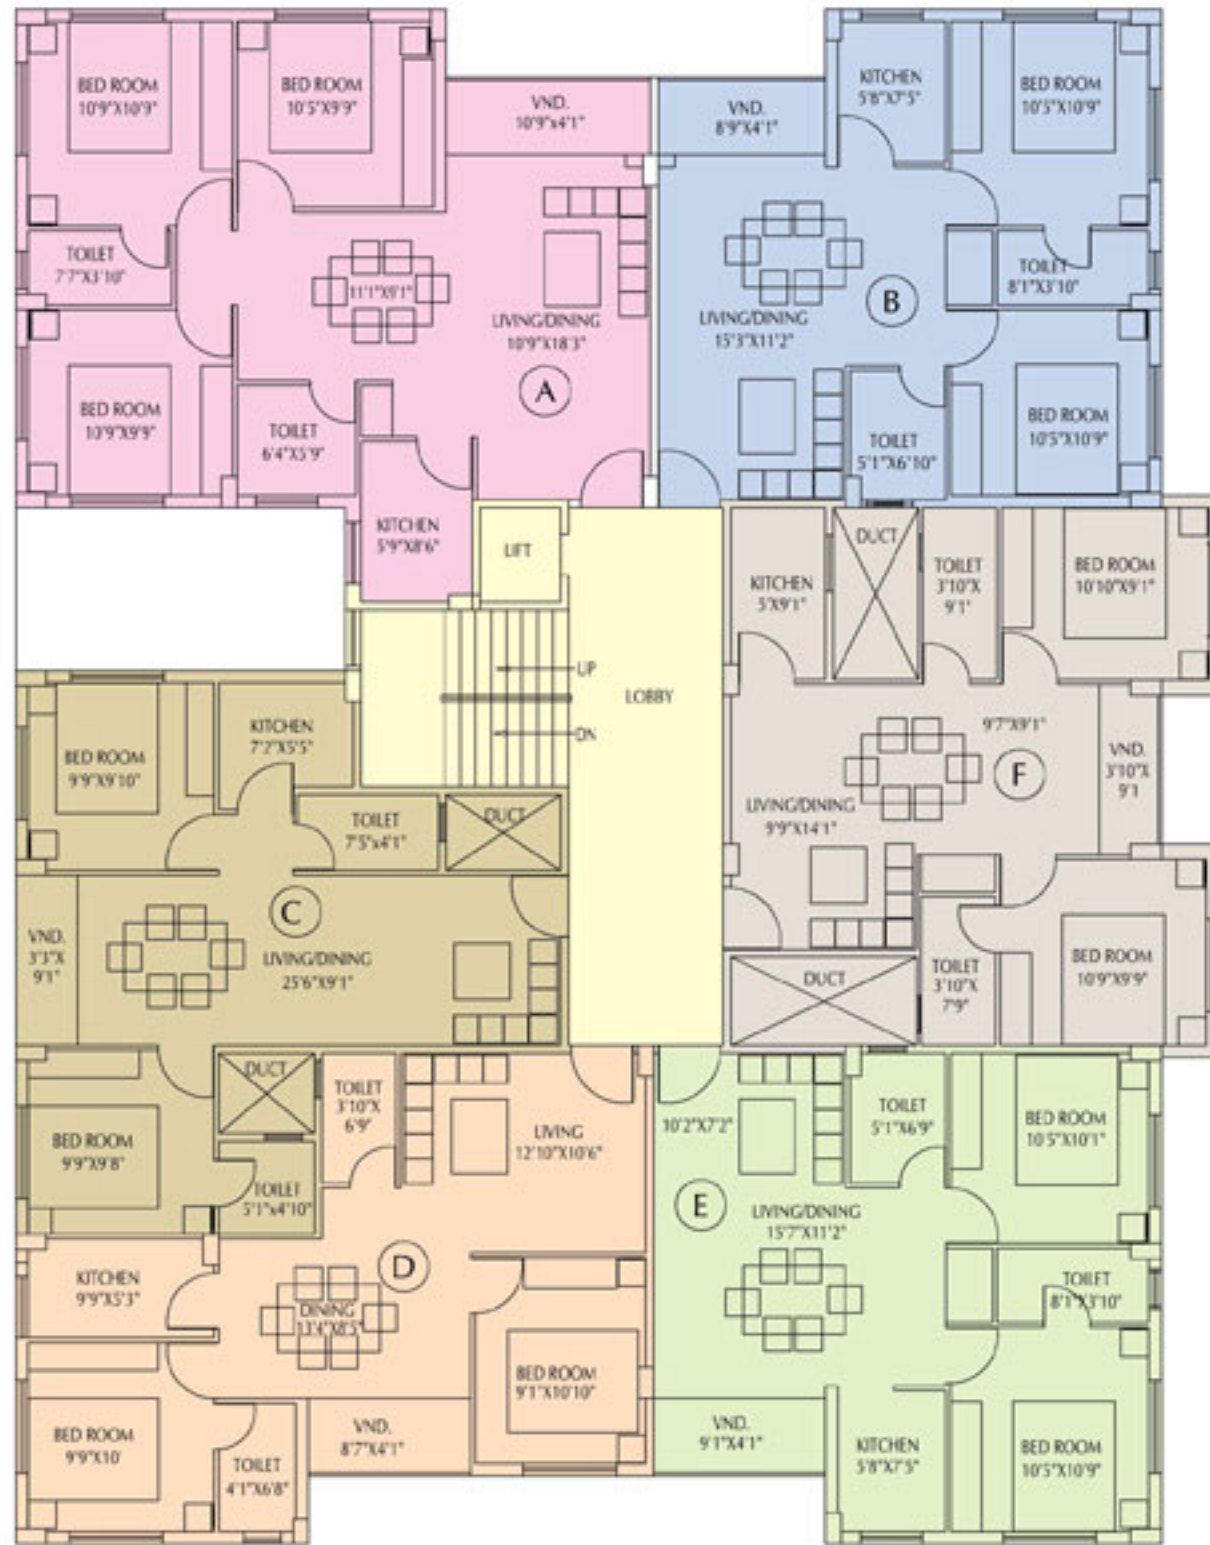 BED ROOM
10'9"X10'9"
BED ROOM
10'5"X9'9"
VND.
10'9"x4'1"
TOILET
7'7"X3'10"
11'1"X9'1"
LIVING/DINING
10'9"X18'3"
A
BED ROOM
10'9"X9'9"
TOILET
6'4"X5'9"
KITCHEN
5'9"X8'6"
VND.
8'9"X4'1"
KITCHEN
5'8"X7'5"
BED ROOM
10'5"X10'9"
TOILET
8'1"X3'10"
B
LIVING/DINING
15'3"X11'2"
TOILET
5'1"X6'10"
BED ROOM
10'5"X10'9"
LIFT
UP
DN
LOBBY
KITCHEN
5'X9'1"
DUCT
TOILET
3'10"X
9'1"
BED ROOM
10'10"X9'1"
9'7"X9'1"
VND.
3'10"X
9'1
F
LIVING/DINING
9'9"X14'1"
DUCT
TOILET
3'10"X
7'9"
BED ROOM
10'9"X9'9"
BED ROOM
9'9"X9'10"
KITCHEN
7'2"X5'5"
TOILET
7'5"x4'1"
DUCT
C
VND.
3'3"X
9'1"
LIVING/DINING
25'6"X9'1"
BED ROOM
9'9"X9'8"
DUCT
TOILET
5'1"x4'10"
TOILET
3'10"X
6'9"
LIVING
12'10"X10'6"
KITCHEN
9'9"X5'3"
D
DINING
13'4"X8'5"
BED ROOM
9'1"X10'10"
BED ROOM
9'9"X10'
TOILET
4'1"X6'8"
VND.
8'7"X4'1"
10'2"X7'2"
TOILET
5'1"X6'9"
BED ROOM
10'5"X10'1"
E
LIVING/DINING
15'7"X11'2"
TOILET
8'1"X3'10"
VND.
9'1"X4'1"
KITCHEN
5'8"X7'5"
BED ROOM
10'5"X10'9"